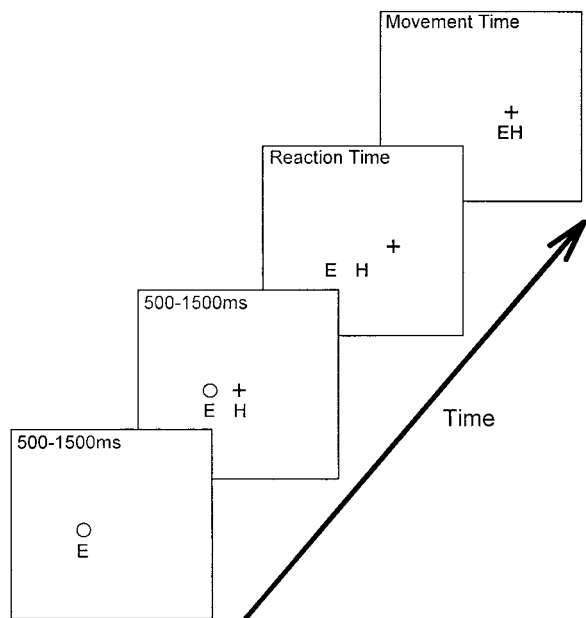 Movement Time
+
EH
Reaction Time
+
E H
500-1500ms
+
E H
Time
500-1500ms
E